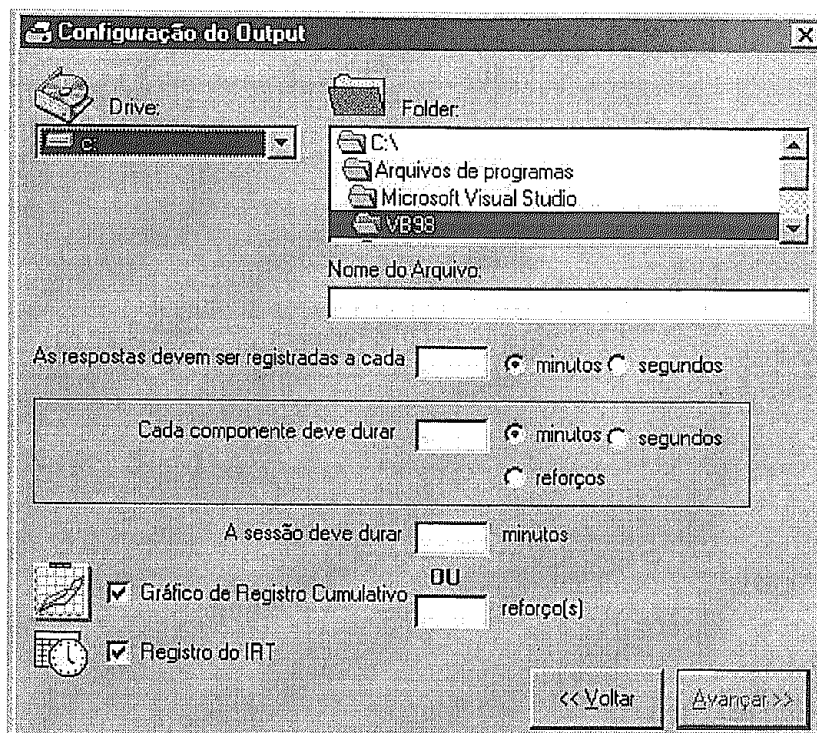 Configuração do Output
Drive:
Folder:
c:
C:\
Arquivos de programas
Microsoft Visual Studio
VB98
Nome do Arquivo:
As respostas devem ser registradas a cada minutos segundos
Cada componente deve durar minutos segundos
reforços
A sessão deve durar minutos
OU
Gráfico de Registro Cumulativo
reforço(s)
Registro do IRT
<< Voltar
Avançar >>